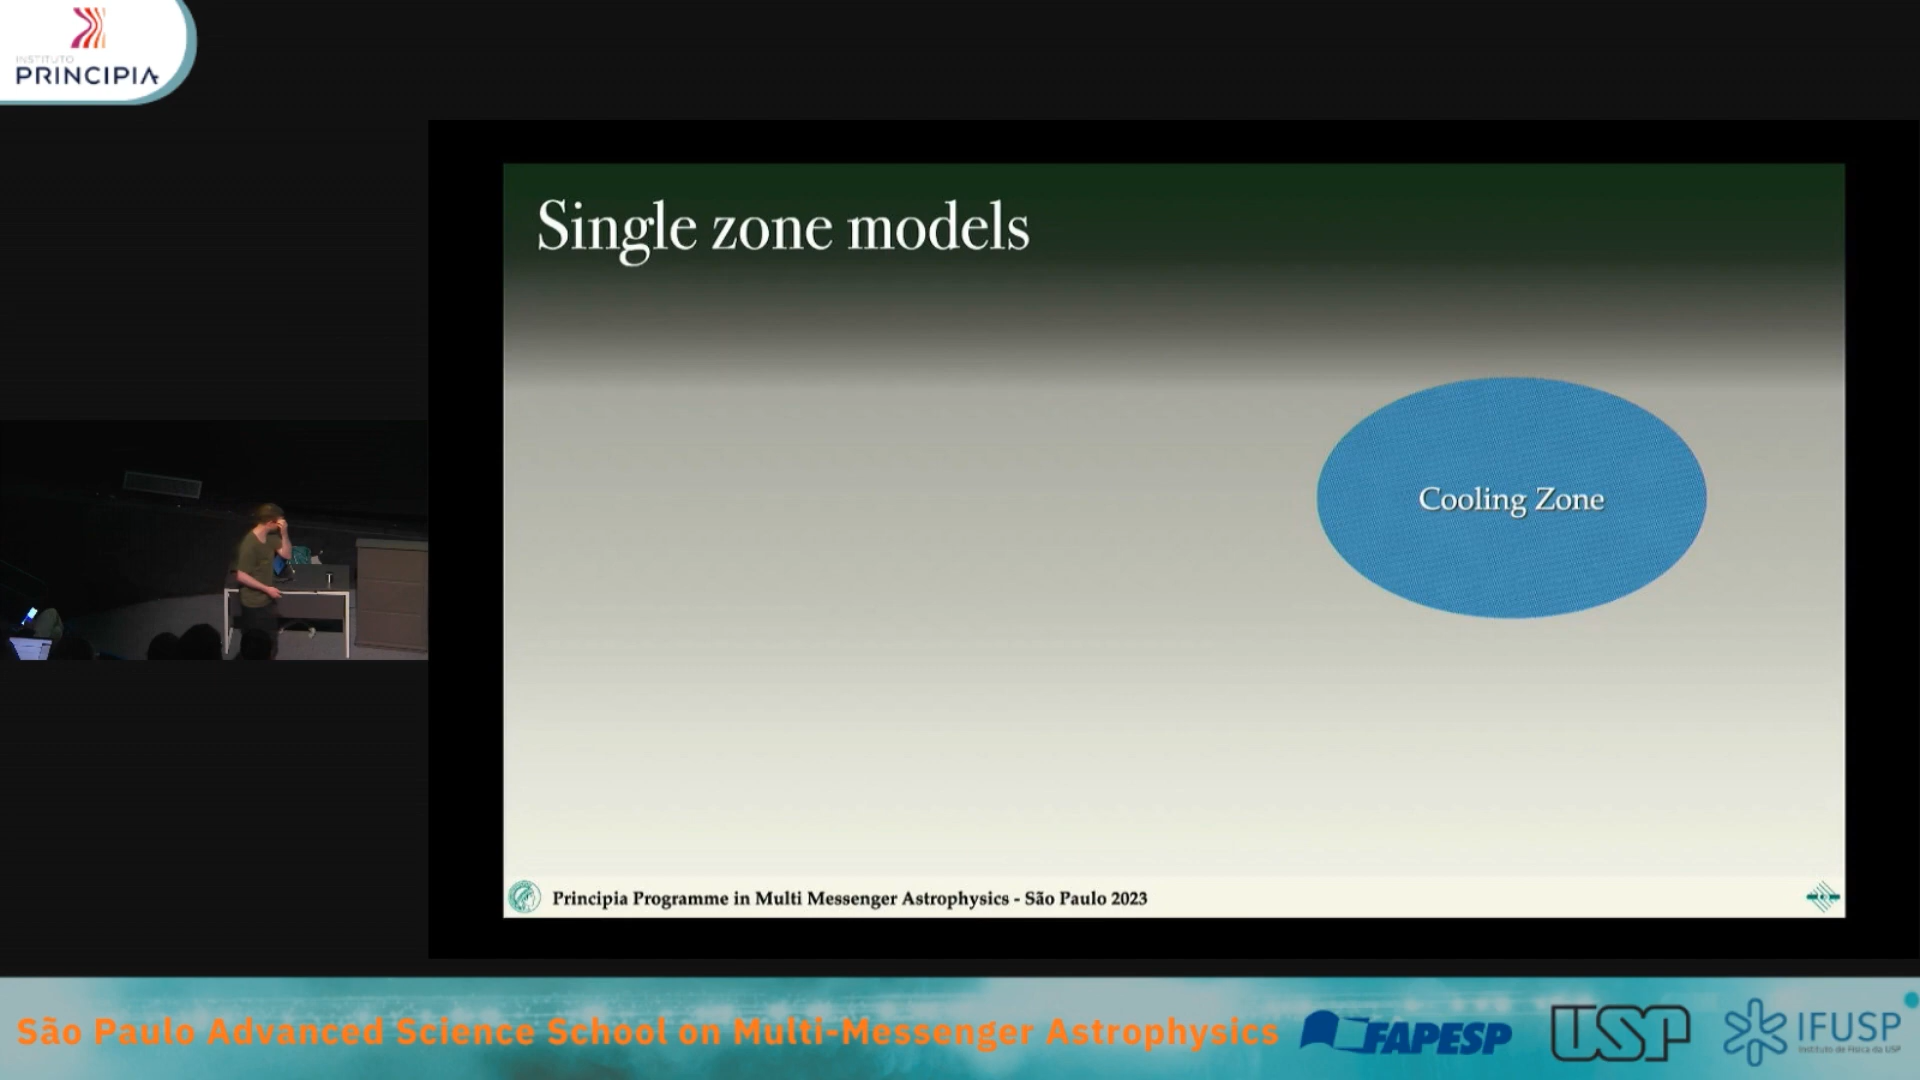 INSTITUTO
PRINCIPIA
Single zone models
Cooling Zone
Principia Programme in Multi Messenger Astrophysics - São Paulo 2023
São Paulo Advanced Science School on Multi-Messenger Astrophysics
FAPESP
USP
IFUSP
Instituto de Física da USP